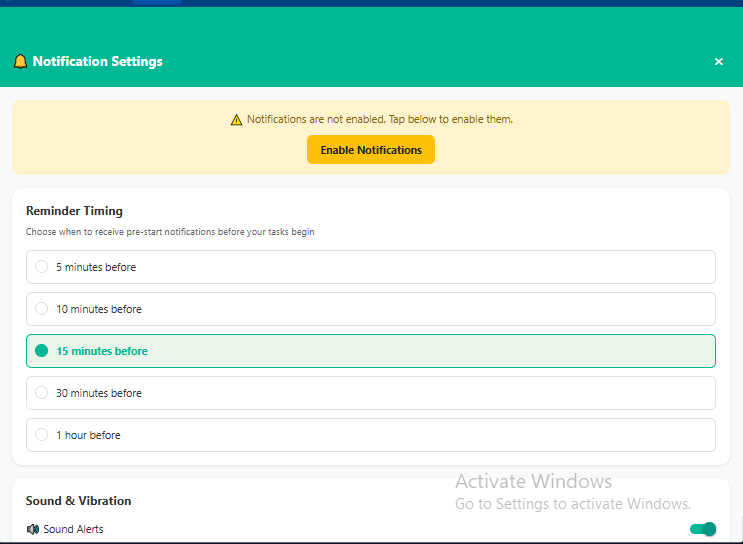 Notification Settings
Notifications are not enabled. Tap below to enable them.
Enable Notifications
Reminder Timing
Choose when to receive pre-start notifications before your tasks begin
5 minutes before
10 minutes before
15 minutes before
30 minutes before
1 hour before
Sound & Vibration
Sound Alerts
Activate Windows
Go to Settings to activate Windows.